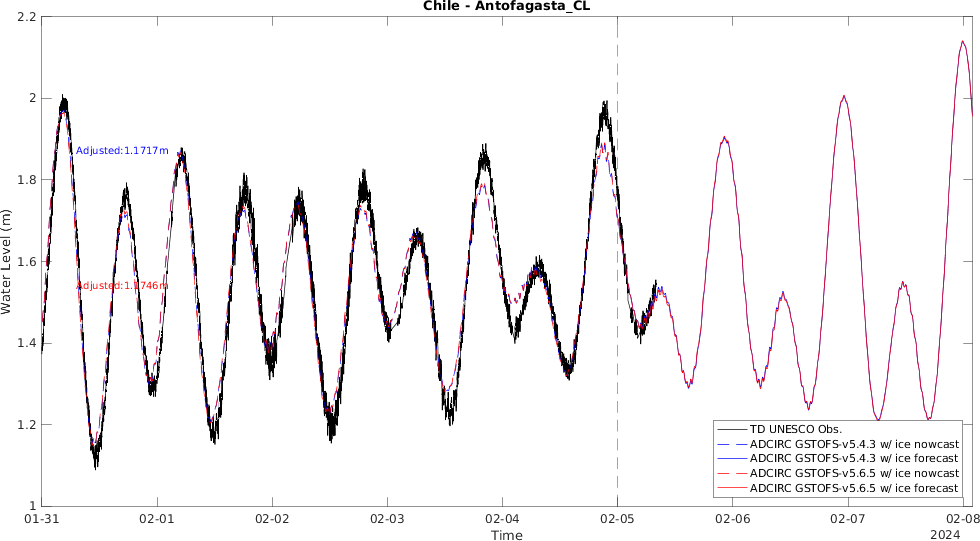 Chile - Antofagasta_CL
2.2
2
1.8
1.6
1.4
1.2
1
Water Level (m)
Adjusted:1.1717m
Adjusted:1.1746m
TD UNESCO Obs.
ADCIRC GSTOFS-v5.4.3 w/ ice nowcast
ADCIRC GSTOFS-v5.4.3 w/ ice forecast
ADCIRC GSTOFS-v5.6.5 w/ ice nowcast
ADCIRC GSTOFS-v5.6.5 w/ ice forecast
01-31 02-01 02-02 02-03 02-04 02-05 02-06 02-07 02-08
Time
2024